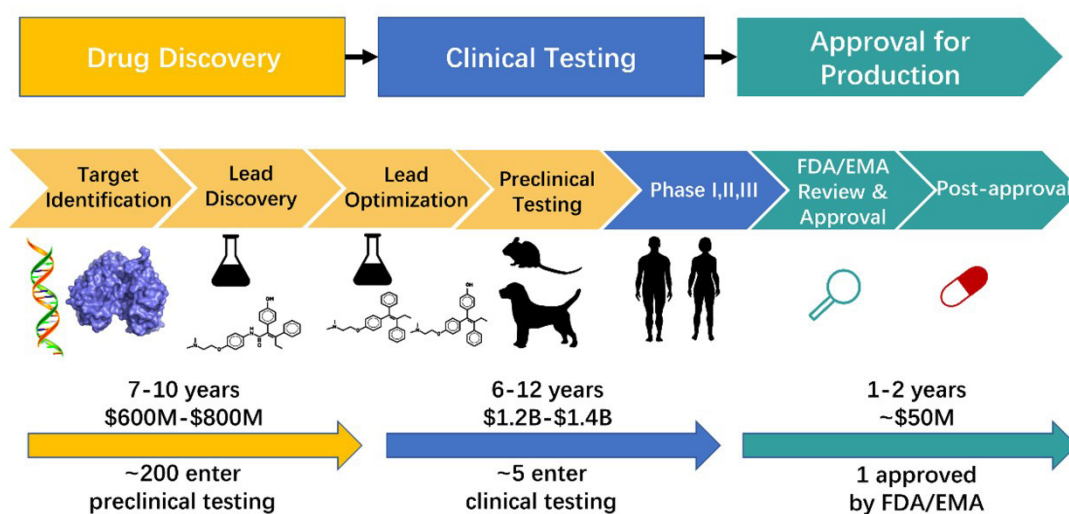 Drug Discovery
Clinical Testing
Approval for
Production
Target
Identification
Lead
Discovery
Lead
Optimization
Preclinical
Testing
Phase I,II,III
FDA/EMA
Review &
Approval
Post-approval
OH
H
N
O
O
N
O
N
OH
O
N
7-10 years
$600M-$800M
~200 enter
preclinical testing
6-12 years
$1.2B-$1.4B
~5 enter
clinical testing
1-2 years
~$50M
1 approved
by FDA/EMA